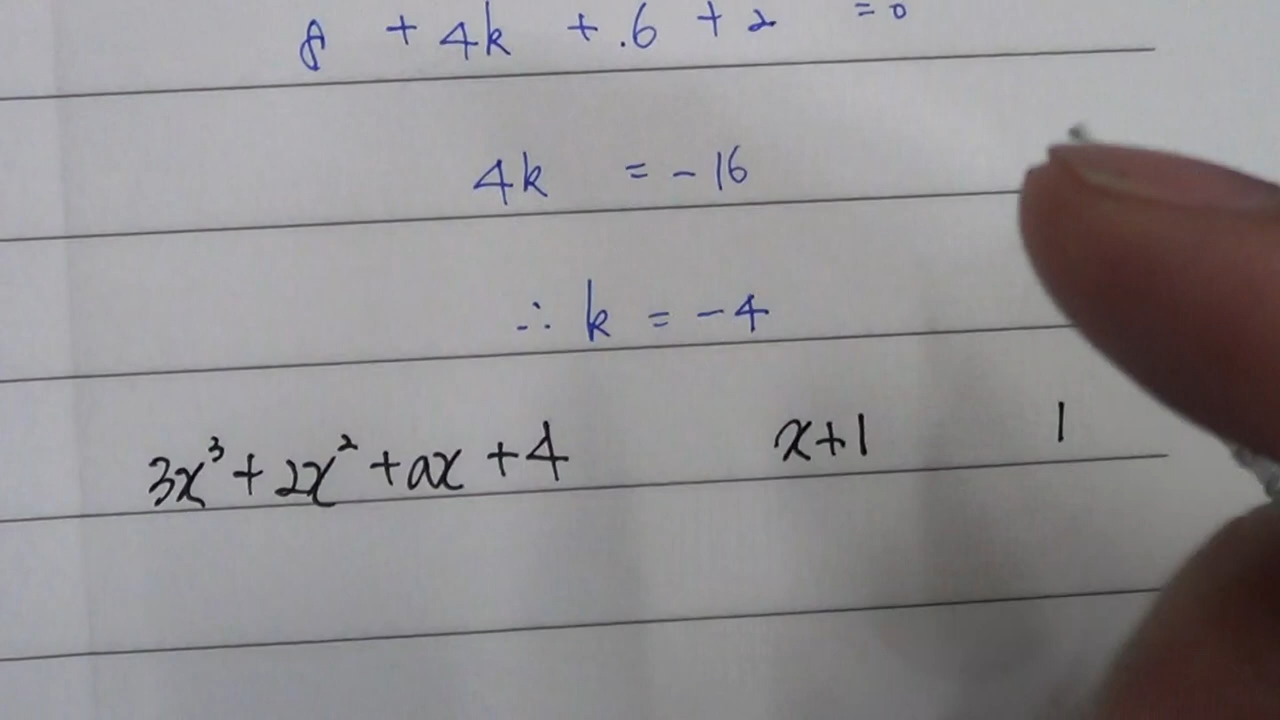 8 + 4k + .6 + 2 = 0
4k = - 16
∴ k = - 4
3x³ + 2x² + ax + 4 x+1 1